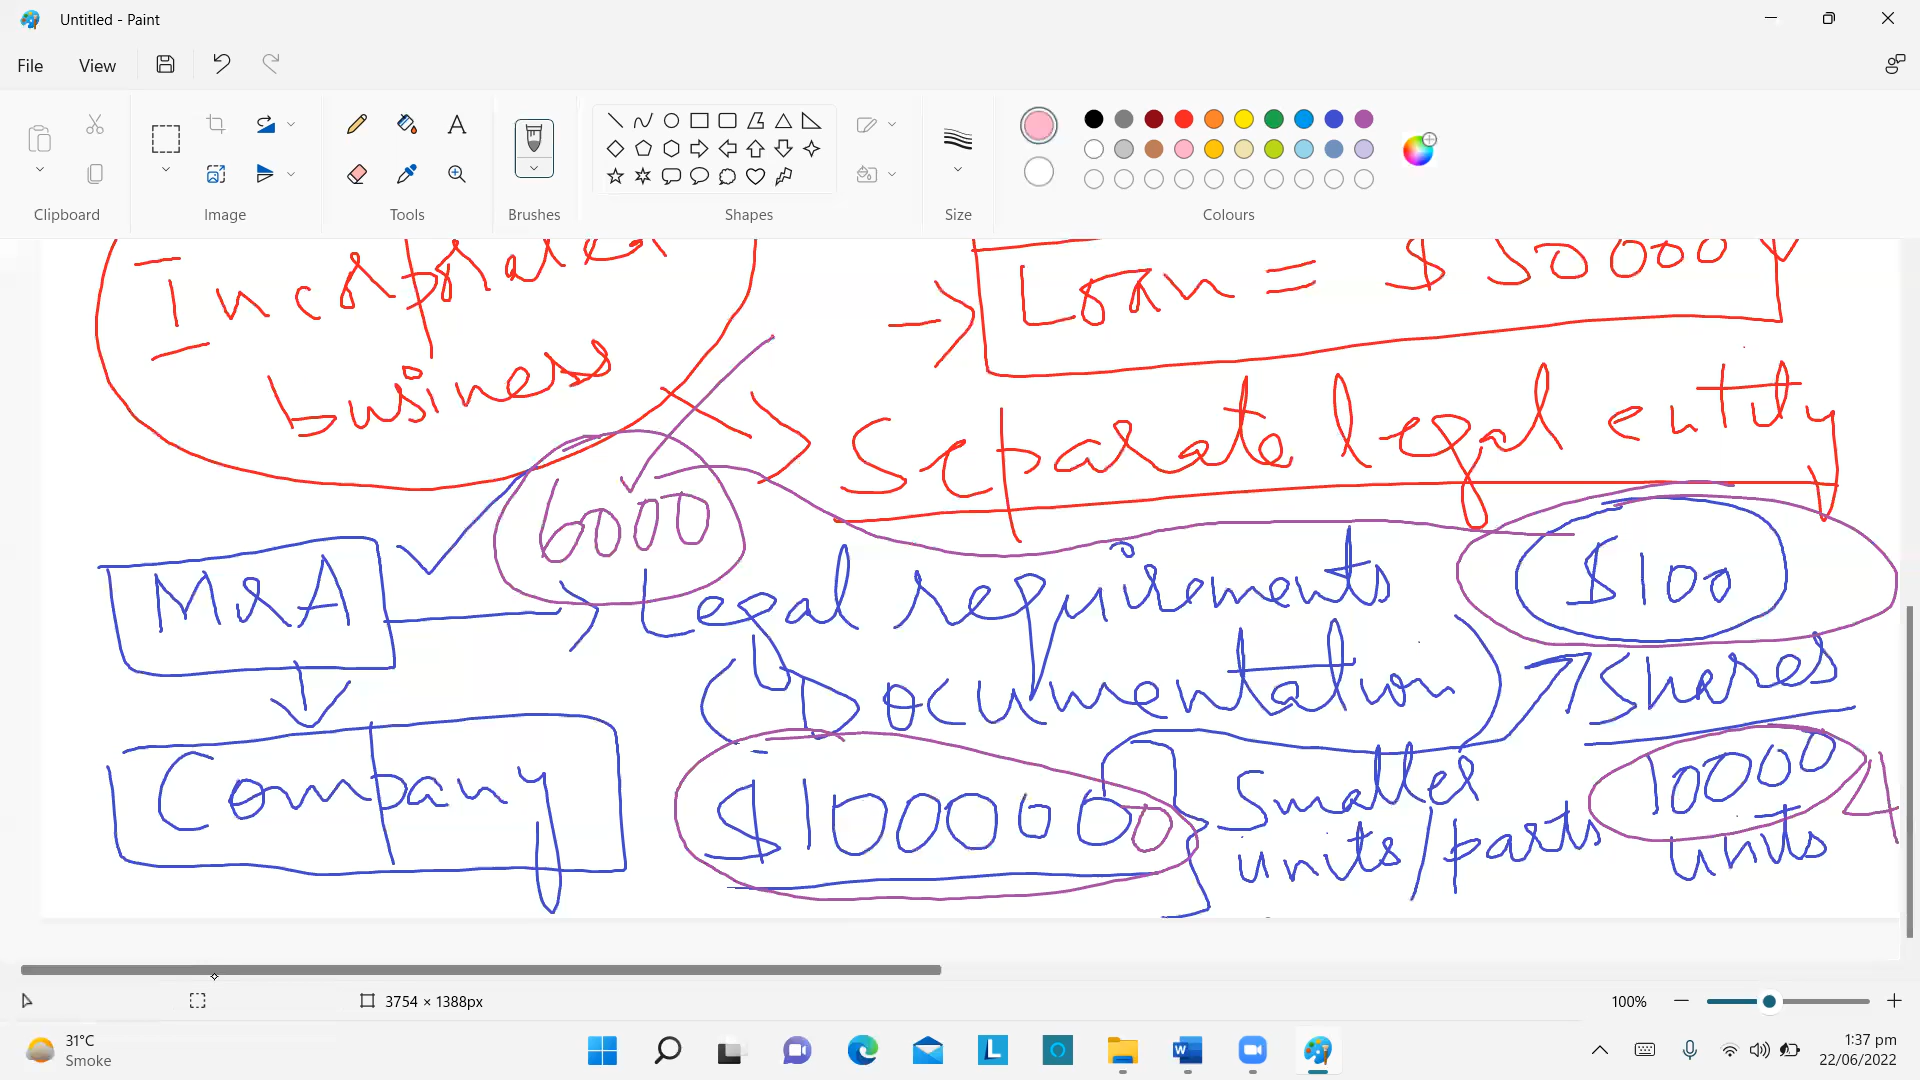 Untitled - Paint
File
View
Clipboard
Image
Tools
Brushes
Shapes
Size
Colours
Incorporated
business
Loan = $ 50000
Separate legal entity
6000
$100
M&A
Legal requirements
(Documentation)
Shares
Company
$1000000
Smaller
units/parts
10000
units
3754 × 1388px
100%
31°C
Smoke
1:37 pm
22/06/2022